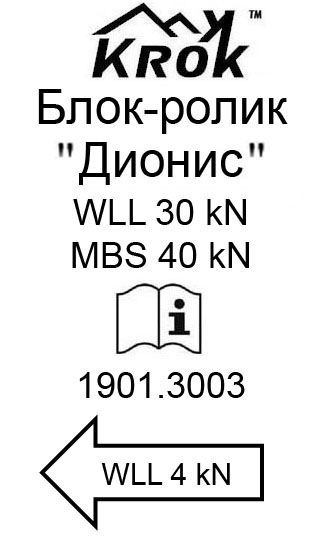 KRoK™
Блок-ролик
"Дионис"
WLL 30 kN
MBS 40 kN
i
1901.3003
WLL 4 kN